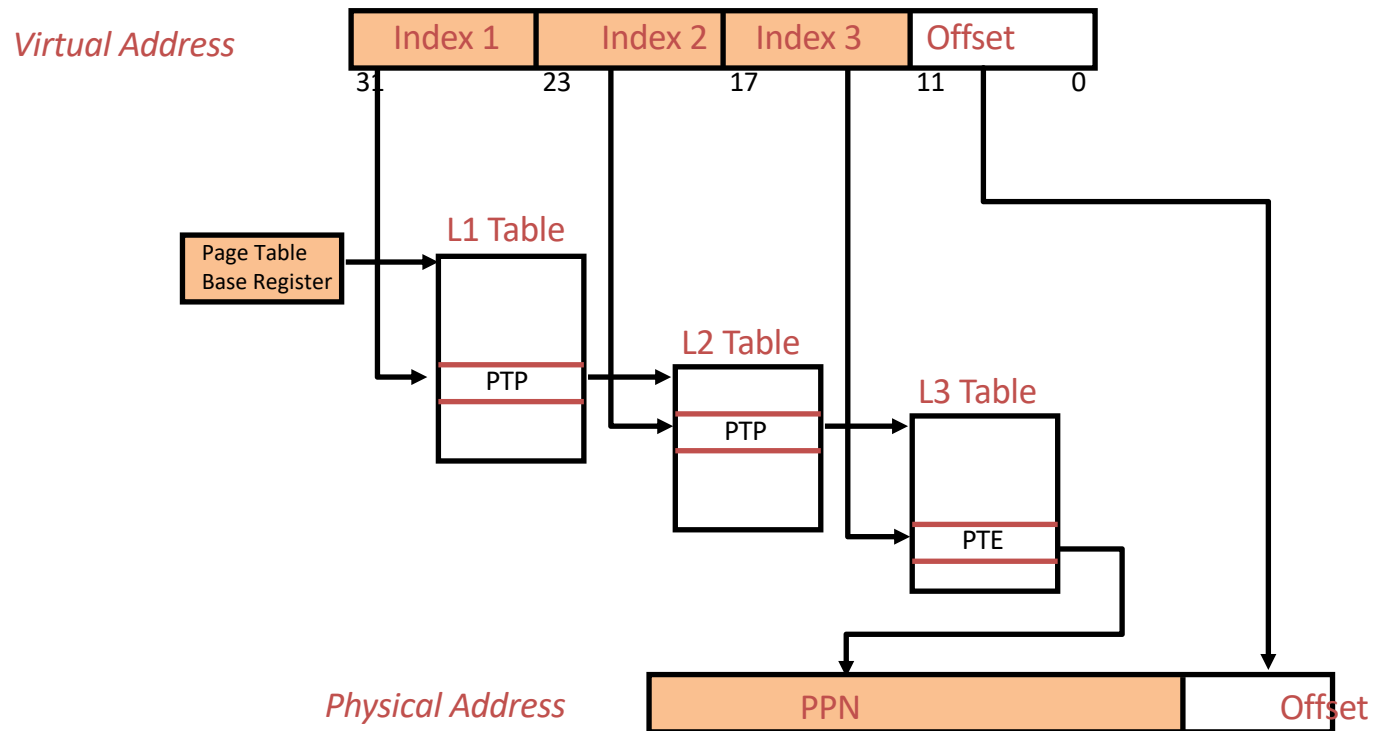 Virtual Address
Index 1 Index 2 Index 3 Offset
31 23 17 11 0
L1 Table
Page Table
Base Register
L2 Table
PTP
L3 Table
PTP
PTE
Physical Address
PPN Offset